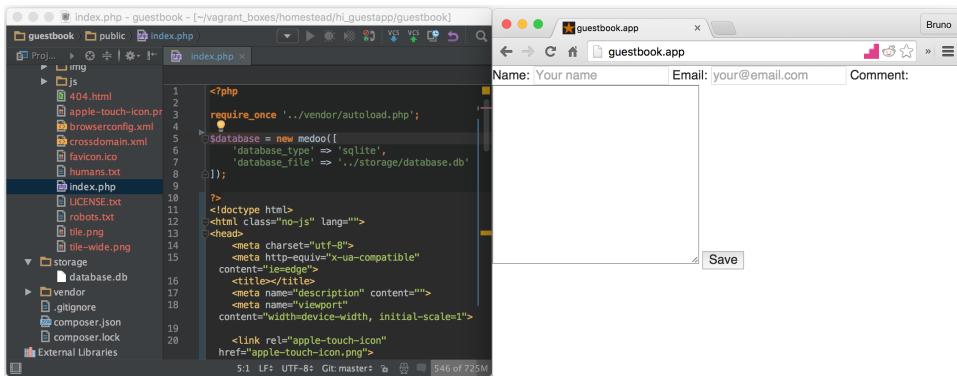 index.php - guestbook - [~/vagrant_boxes/homestead/hi_guestapp/guestbook]
guestbook public index.php
VCS VCS
Proj... index.php ×
img
js
404.html
apple-touch-icon.pr
browserconfig.xml
crossdomain.xml
favicon.ico
humans.txt
index.php
LICENSE.txt
robots.txt
tile.png
tile-wide.png
storage
database.db
vendor
.gitignore
composer.json
composer.lock
External Libraries
1 <?php
2
3 require_once '../vendor/autoload.php';
4
5 $database = new medoo([
6 'database_type' => 'sqlite',
7 'database_file' => '../storage/database.db'
8 ]);
9
10 ?>
11 <!doctype html>
12 <html class="no-js" lang="">
13 <head>
14 <meta charset="utf-8">
15 <meta http-equiv="x-ua-compatible"
content="ie=edge">
16 <title></title>
17 <meta name="description" content="">
18 <meta name="viewport"
content="width=device-width, initial-scale=1">
19
20 <link rel="apple-touch-icon"
href="apple-touch-icon.png">
5:1 LF UTF-8 Git: master 546 of 725M
guestbook.app × Bruno
guestbook.app »
Name: Your name Email: your@email.com Comment:
Save